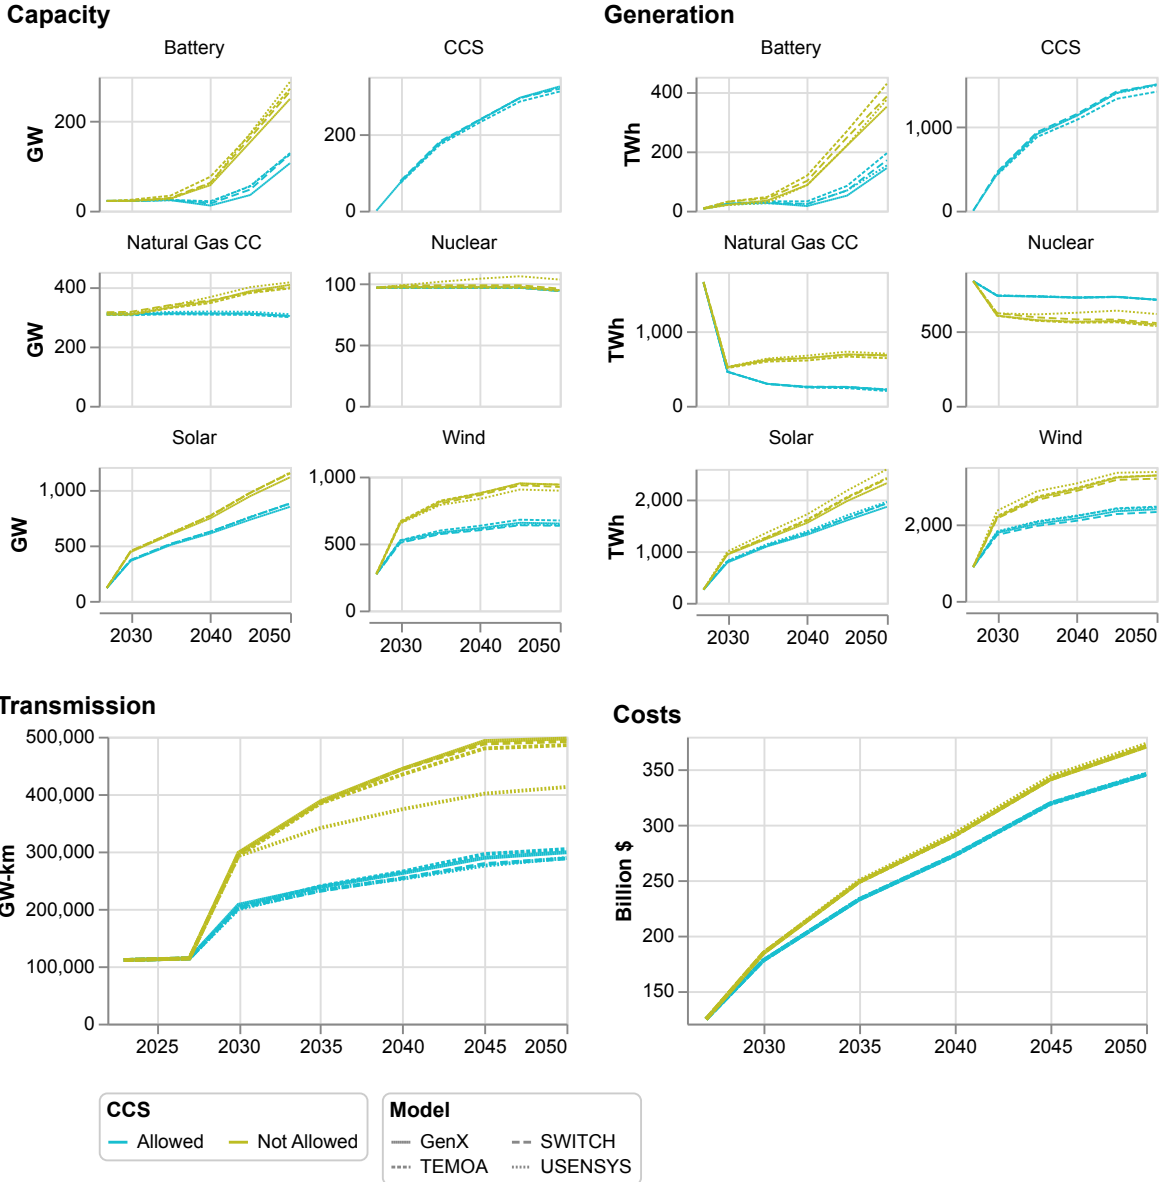 Capacity
Generation
Battery
CCS
Battery
CCS
GW
200
0
200
0
TWh
400
200
0
1,000
0
Natural Gas CC
Nuclear
Natural Gas CC
Nuclear
GW
400
200
0
100
50
0
TWh
1,000
0
500
0
Solar
Wind
Solar
Wind
GW
1,000
500
0
1,000
500
0
TWh
2,000
1,000
0
2,000
0
2030 2040 2050
2030 2040 2050
2030 2040 2050
2030 2040 2050
Transmission
Costs
GW-km
500,000
400,000
300,000
200,000
100,000
0
2025 2030 2035 2040 2045 2050
Billion $
350
300
250
200
150
2030 2035 2040 2045 2050
CCS
Allowed Not Allowed
Model
GenX SWITCH
TEMOA USENSYS